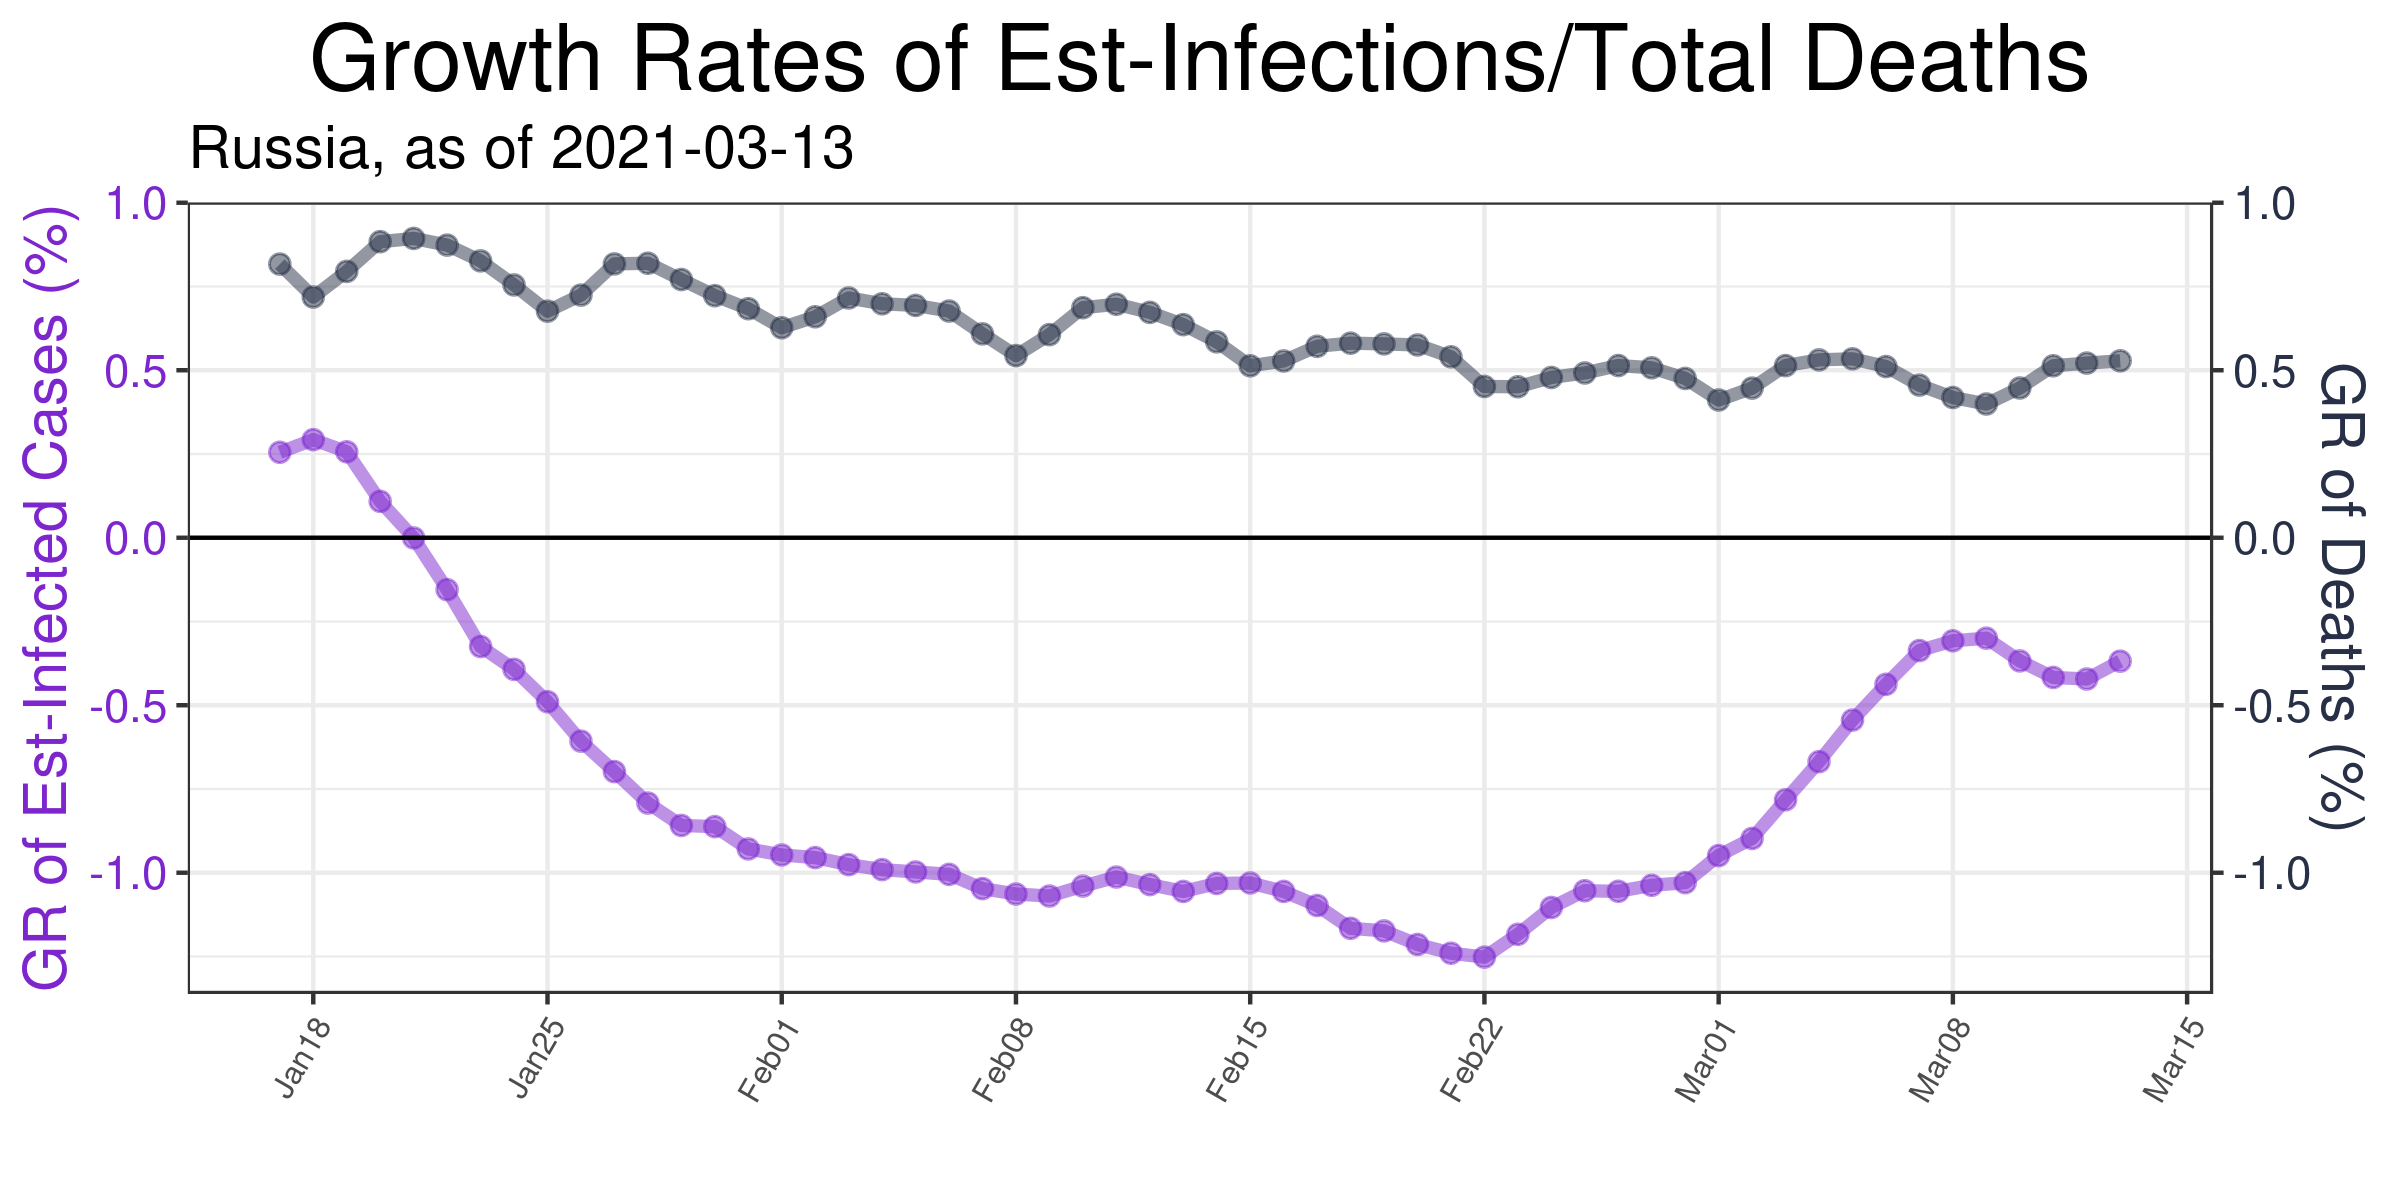 Growth Rates of Est-Infections/Total Deaths
Russia, as of 2021-03-13
GR of Est-Infected Cases (%)
1.0
0.5
0.0
-0.5
-1.0
1.0
0.5
0.0
-0.5
-1.0
GR of Deaths (%)
Jan18
Jan25
Feb01
Feb08
Feb15
Feb22
Mar01
Mar08
Mar15